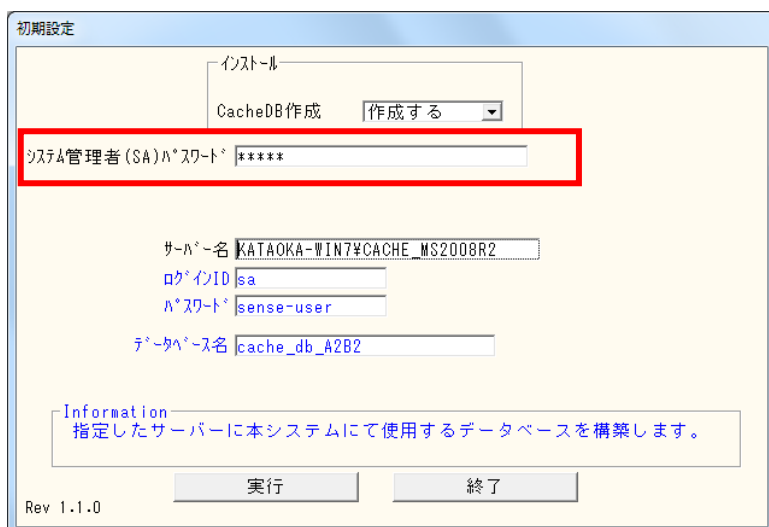 初期設定
インストール
CacheDB作成 作成する
システム管理者(SA)パスワード *****
サーバー名 KATAOKA-WIN7¥CACHE_MS2008R2
ログインID sa
パスワード sense-user
データベース名 cache_db_A2B2
Information
指定したサーバーに本システムにて使用するデータベースを構築します。
実行 終了
Rev 1.1.0